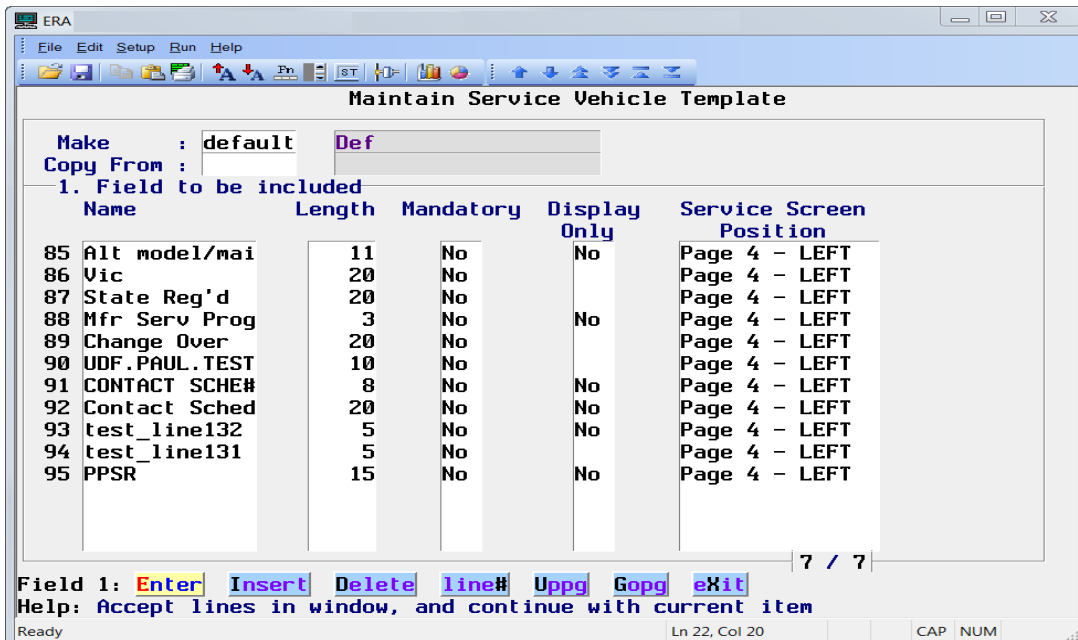 ERA
File Edit Setup Run Help
Fn ST
Maintain Service Vehicle Template
Make : default Def
Copy From :
1. Field to be included
Name Length Mandatory Display Only Service Screen Position
85 Alt model/mai 11 No No Page 4 - LEFT
86 Vic 20 No Page 4 - LEFT
87 State Reg'd 20 No Page 4 - LEFT
88 Mfr Serv Prog 3 No No Page 4 - LEFT
89 Change Over 20 No Page 4 - LEFT
90 UDF.PAUL.TEST 10 No Page 4 - LEFT
91 CONTACT SCHE# 8 No No Page 4 - LEFT
92 Contact Sched 20 No No Page 4 - LEFT
93 test_line132 5 No No Page 4 - LEFT
94 test_line131 5 No Page 4 - LEFT
95 PPSR 15 No No Page 4 - LEFT
7 / 7
Field 1: Enter Insert Delete line# Uppg Gopg eXit
Help: Accept lines in window, and continue with current item
Ready Ln 22, Col 20 CAP NUM